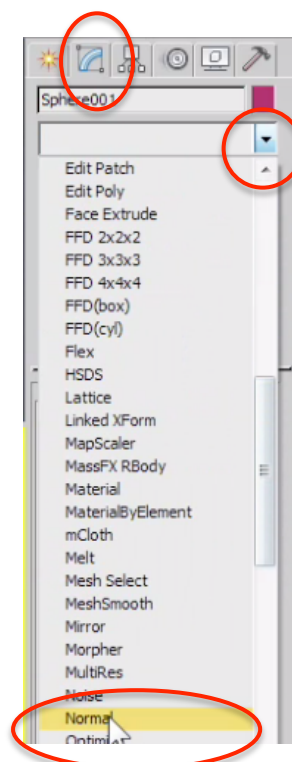 Sphere001
Edit Patch
Edit Poly
Face Extrude
FFD 2x2x2
FFD 3x3x3
FFD 4x4x4
FFD(box)
FFD(cyl)
Flex
HSDS
Lattice
Linked XForm
MapScaler
MassFX RBody
Material
MaterialByElement
mCloth
Melt
Mesh Select
MeshSmooth
Mirror
Morpher
MultiRes
Noise
Normal